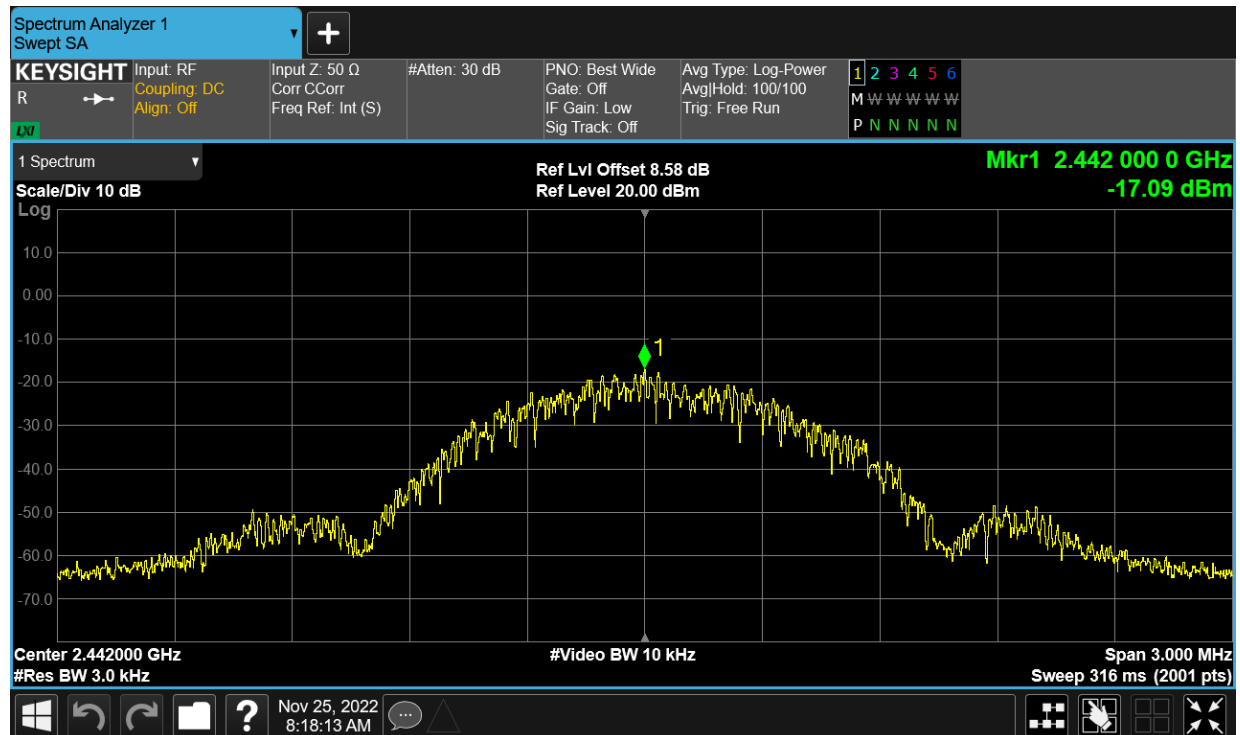 Spectrum Analyzer 1
Swept SA
+
KEYSIGHT
R
LXI
Input: RF
Coupling: DC
Align: Off
Input Z: 50 Ω
Corr CCorr
Freq Ref: Int (S)
#Atten: 30 dB
PNO: Best Wide
Gate: Off
IF Gain: Low
Sig Track: Off
Avg Type: Log-Power
Avg|Hold: 100/100
Trig: Free Run
1 2 3 4 5 6
M W W W W W
P N N N N N
1 Spectrum
Scale/Div 10 dB
Ref Lvl Offset 8.58 dB
Ref Level 20.00 dBm
Mkr1 2.442 000 0 GHz
-17.09 dBm
Log
10.0
0.00
-10.0
-20.0
-30.0
-40.0
-50.0
-60.0
-70.0
1
Center 2.442000 GHz
#Res BW 3.0 kHz
#Video BW 10 kHz
Span 3.000 MHz
Sweep 316 ms (2001 pts)
?
Nov 25, 2022
8:18:13 AM